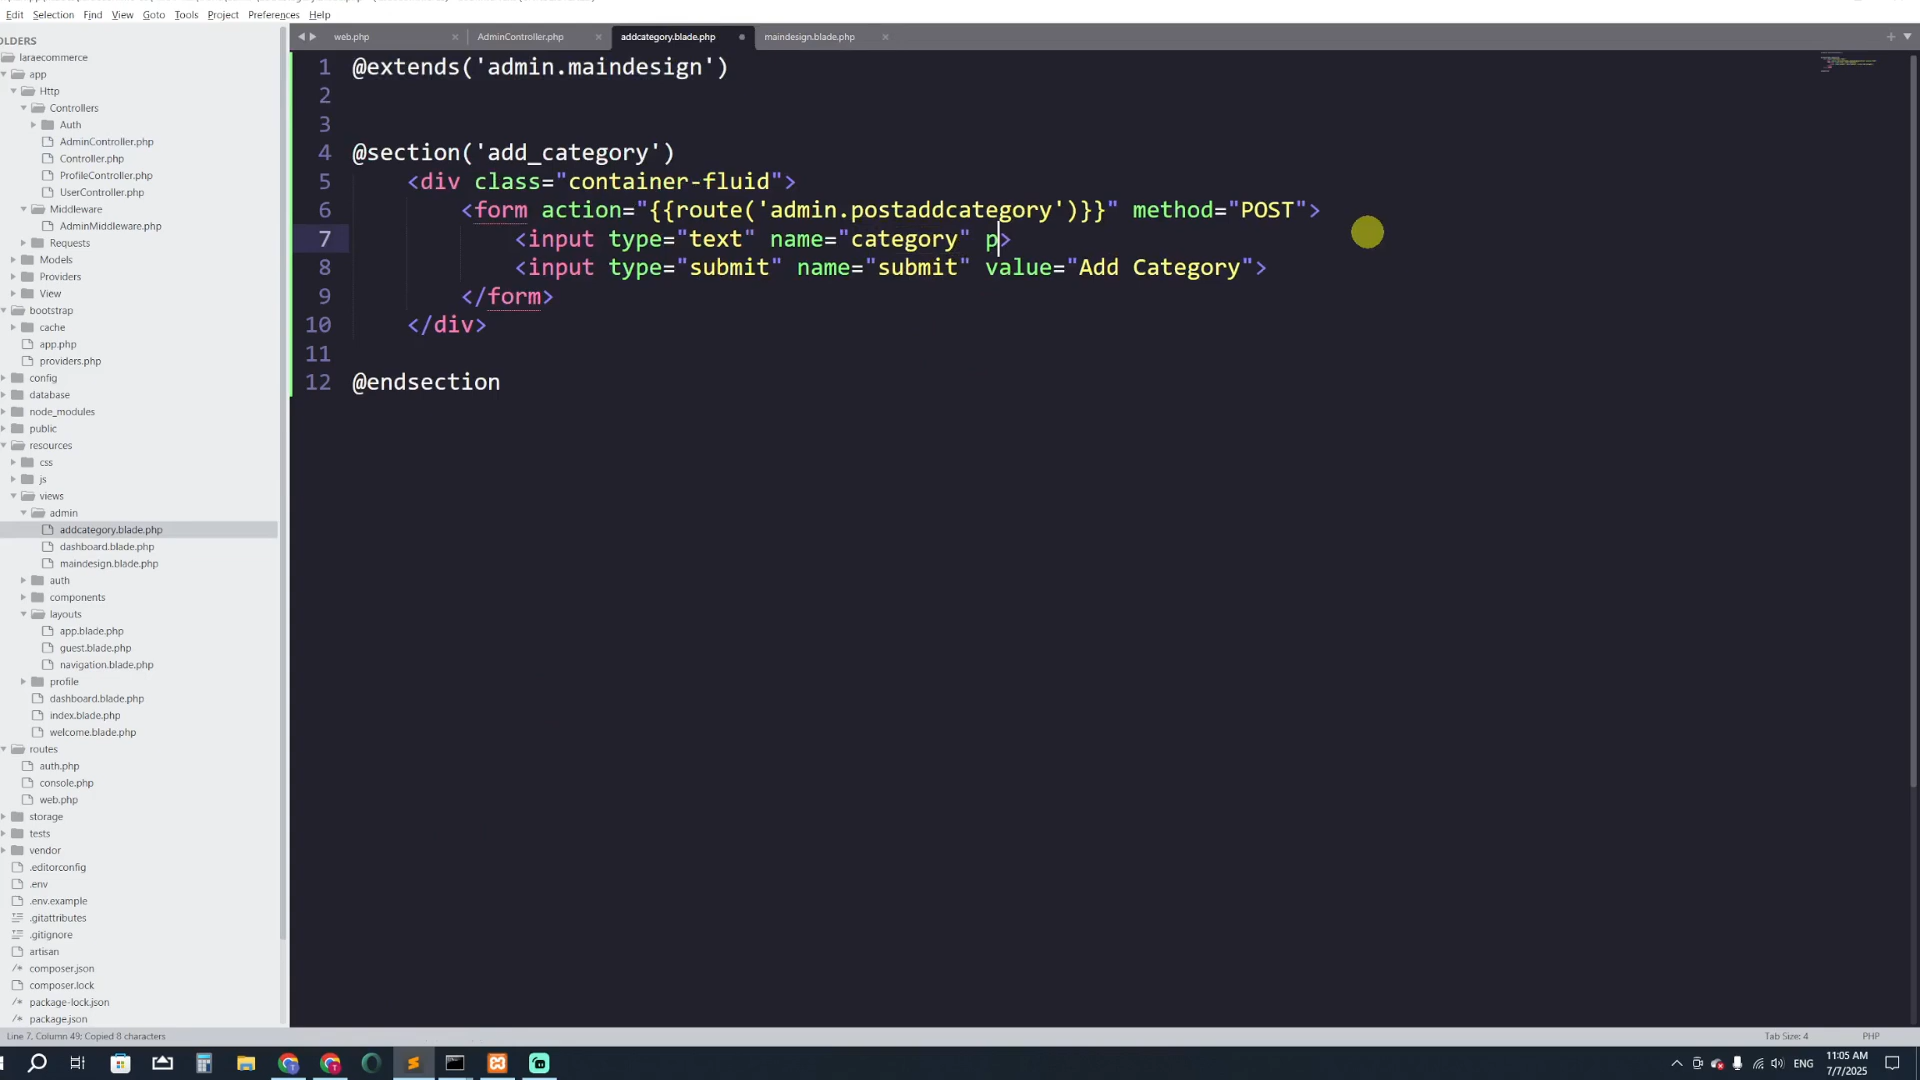 Edit Selection Find View Goto Tools Project Preferences Help
OLDERS
laraecommerce
app
Http
Controllers
Auth
AdminController.php
Controller.php
ProfileController.php
UserController.php
Middleware
AdminMiddleware.php
Requests
Models
Providers
View
bootstrap
cache
app.php
providers.php
config
database
node_modules
public
resources
css
js
views
admin
addcategory.blade.php
dashboard.blade.php
maindesign.blade.php
auth
components
layouts
app.blade.php
guest.blade.php
navigation.blade.php
profile
dashboard.blade.php
index.blade.php
welcome.blade.php
routes
auth.php
console.php
web.php
storage
tests
vendor
.editorconfig
.env
.env.example
.gitattributes
.gitignore
artisan
/* composer.json
composer.lock
/* package-lock.json
/* package.json
web.php AdminController.php addcategory.blade.php maindesign.blade.php
1 @extends('admin.maindesign')
2
3
4 @section('add_category')
5 <div class="container-fluid">
6 <form action="{{route('admin.postaddcategory')}}" method="POST">
7 <input type="text" name="category" p>
8 <input type="submit" name="submit" value="Add Category">
9 </form>
10 </div>
11
12 @endsection
Line 7, Column 49; Copied 8 characters Tab Size: 4 PHP
ENG 11:05 AM
7/7/2025